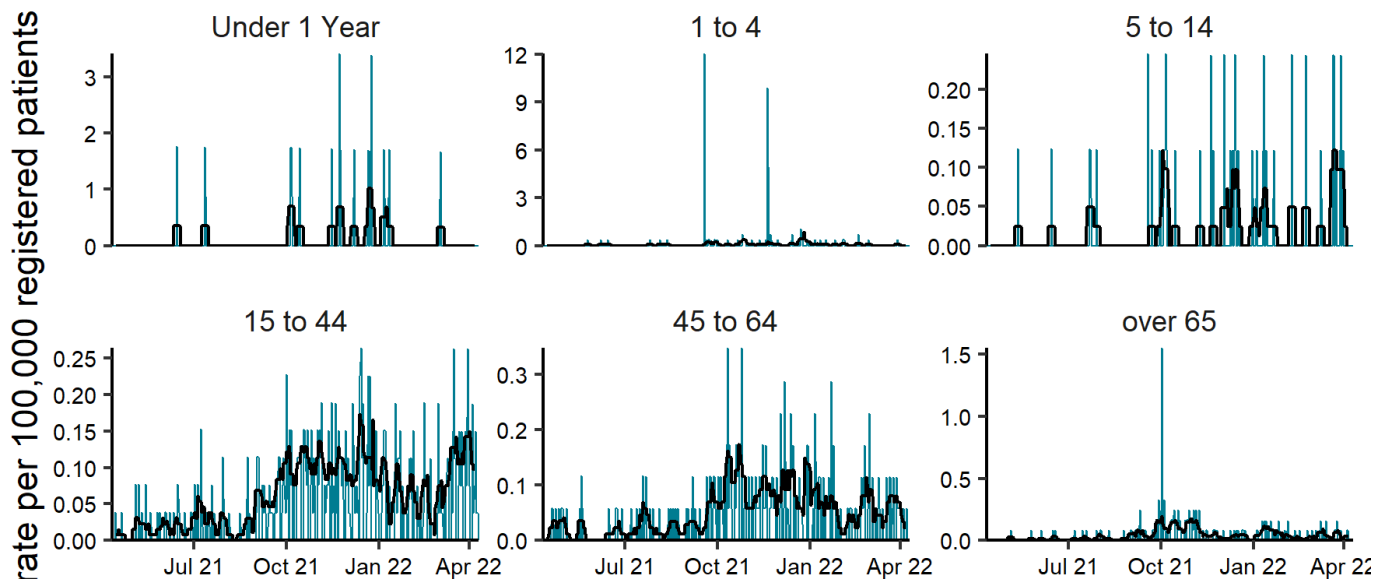 rate per 100,000 registered patients
Under 1 Year
1 to 4
5 to 14
3
2
1
0
12
9
6
3
0
0.20
0.15
0.10
0.05
0.00
15 to 44
45 to 64
over 65
0.25
0.20
0.15
0.10
0.05
0.00
0.3
0.2
0.1
0.0
1.5
1.0
0.5
0.0
Jul 21 Oct 21 Jan 22 Apr 22
Jul 21 Oct 21 Jan 22 Apr 22
Jul 21 Oct 21 Jan 22 Apr 22